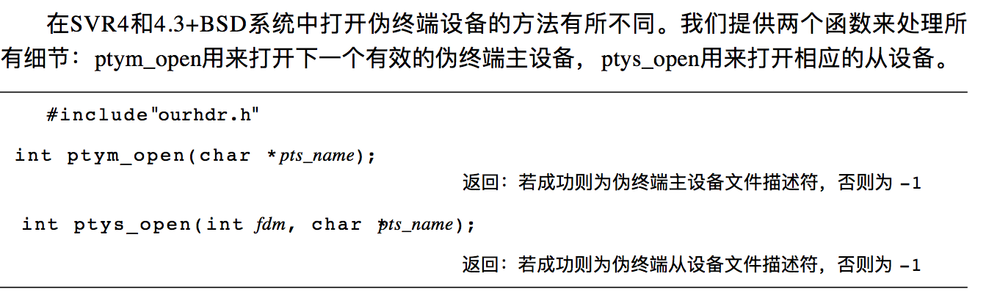 在SVR4和4.3+BSD系统中打开伪终端设备的方法有所不同。我们提供两个函数来处理所
有细节：ptym_open用来打开下一个有效的伪终端主设备，ptys_open用来打开相应的从设备。
#include"ourhdr.h"
int ptym_open(char *pts_name);
返回：若成功则为伪终端主设备文件描述符，否则为 -1
int ptys_open(int fdm, char *pts_name);
返回：若成功则为伪终端从设备文件描述符，否则为 -1